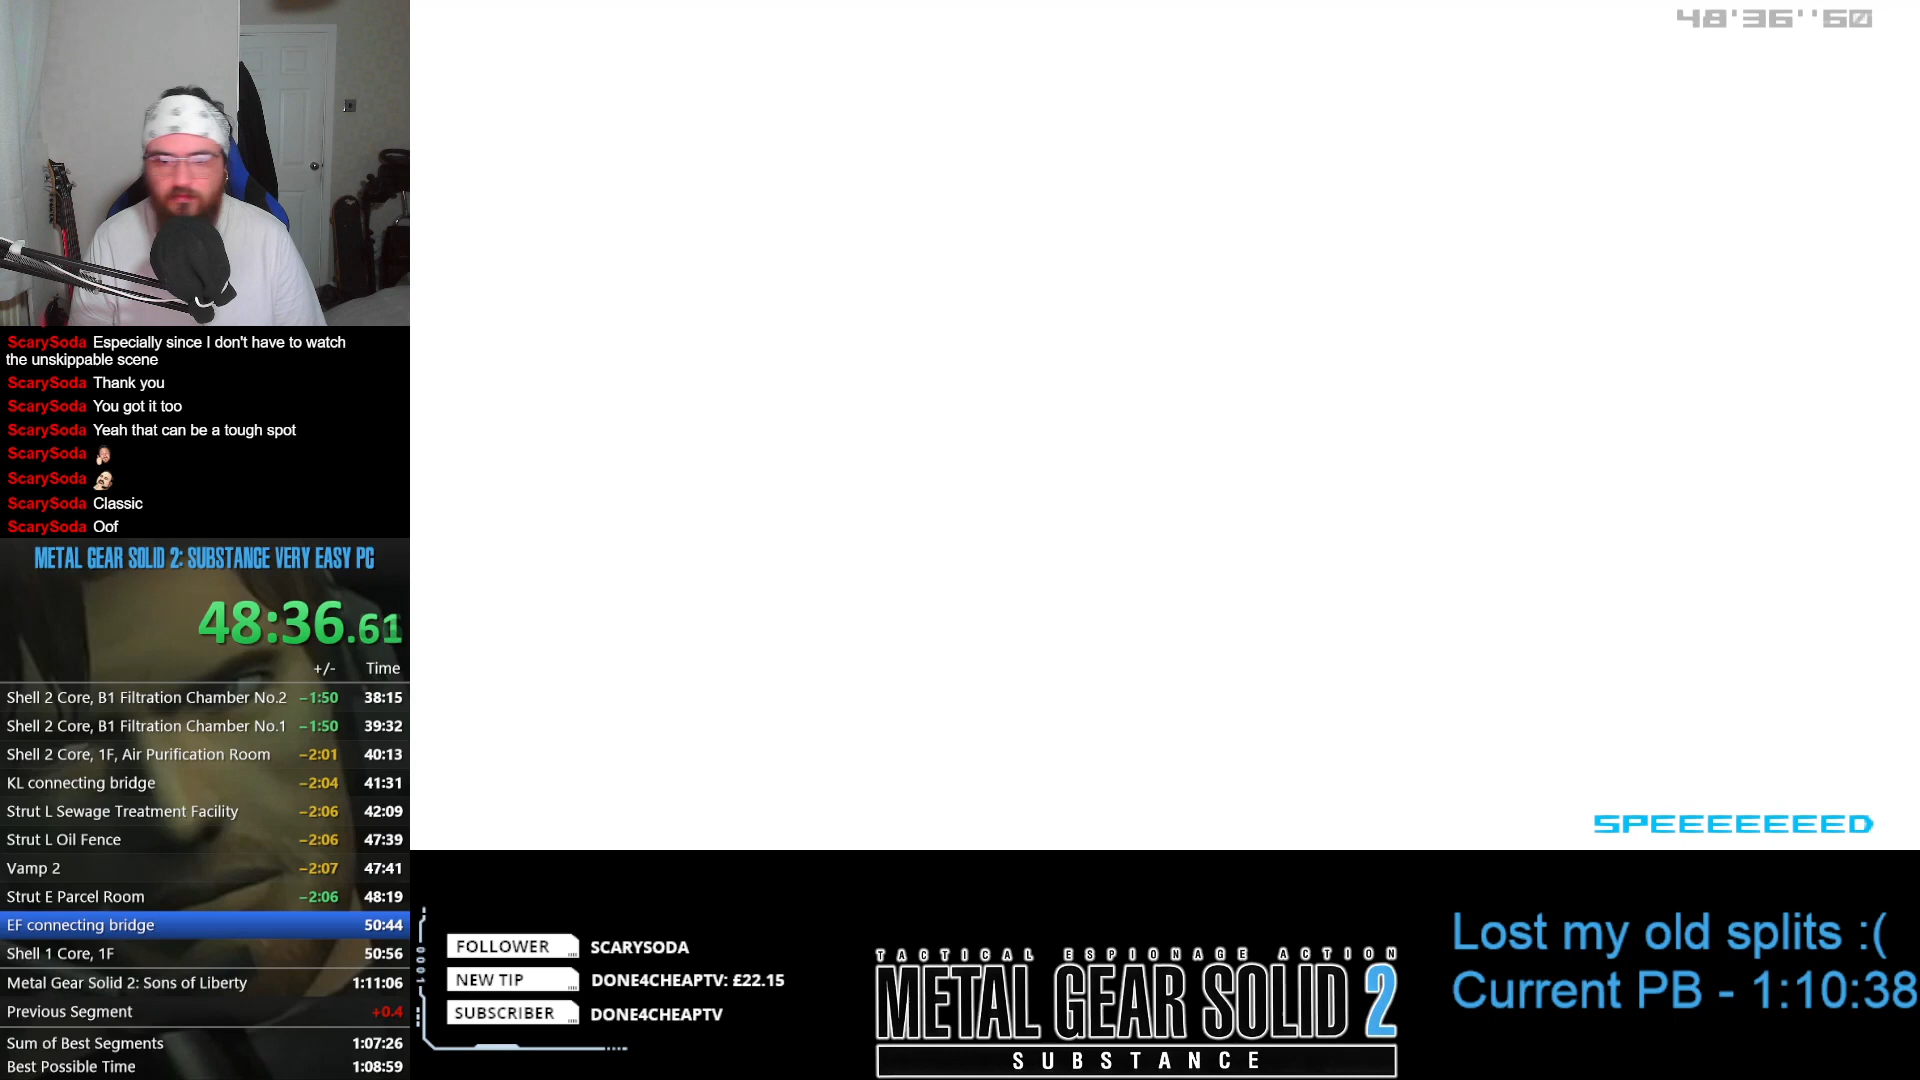 48'36''60
ScarySoda Especially since I don't have to watch
the unskippable scene
ScarySoda Thank you
ScarySoda You got it too
ScarySoda Yeah that can be a tough spot
ScarySoda
ScarySoda
ScarySoda Classic
ScarySoda Oof
METAL GEAR SOLID 2: SUBSTANCE VERY EASY PC
48:36.61
+/- Time
Shell 2 Core, B1 Filtration Chamber No.2 −1:50 38:15
Shell 2 Core, B1 Filtration Chamber No.1 −1:50 39:32
Shell 2 Core, 1F, Air Purification Room −2:01 40:13
KL connecting bridge −2:04 41:31
Strut L Sewage Treatment Facility −2:06 42:09
Strut L Oil Fence −2:06 47:39
Vamp 2 −2:07 47:41
Strut E Parcel Room −2:06 48:19
EF connecting bridge 50:44
Shell 1 Core, 1F 50:56
Metal Gear Solid 2: Sons of Liberty 1:11:06
Previous Segment +0.4
Sum of Best Segments 1:07:26
Best Possible Time 1:08:59
SPEEEEEEED
0001
FOLLOWER SCARYSODA
NEW TIP DONE4CHEAPTV: £22.15
SUBSCRIBER DONE4CHEAPTV
TACTICAL ESPIONAGE ACTION
METAL GEAR SOLID 2
SUBSTANCE
Lost my old splits :(
Current PB - 1:10:38